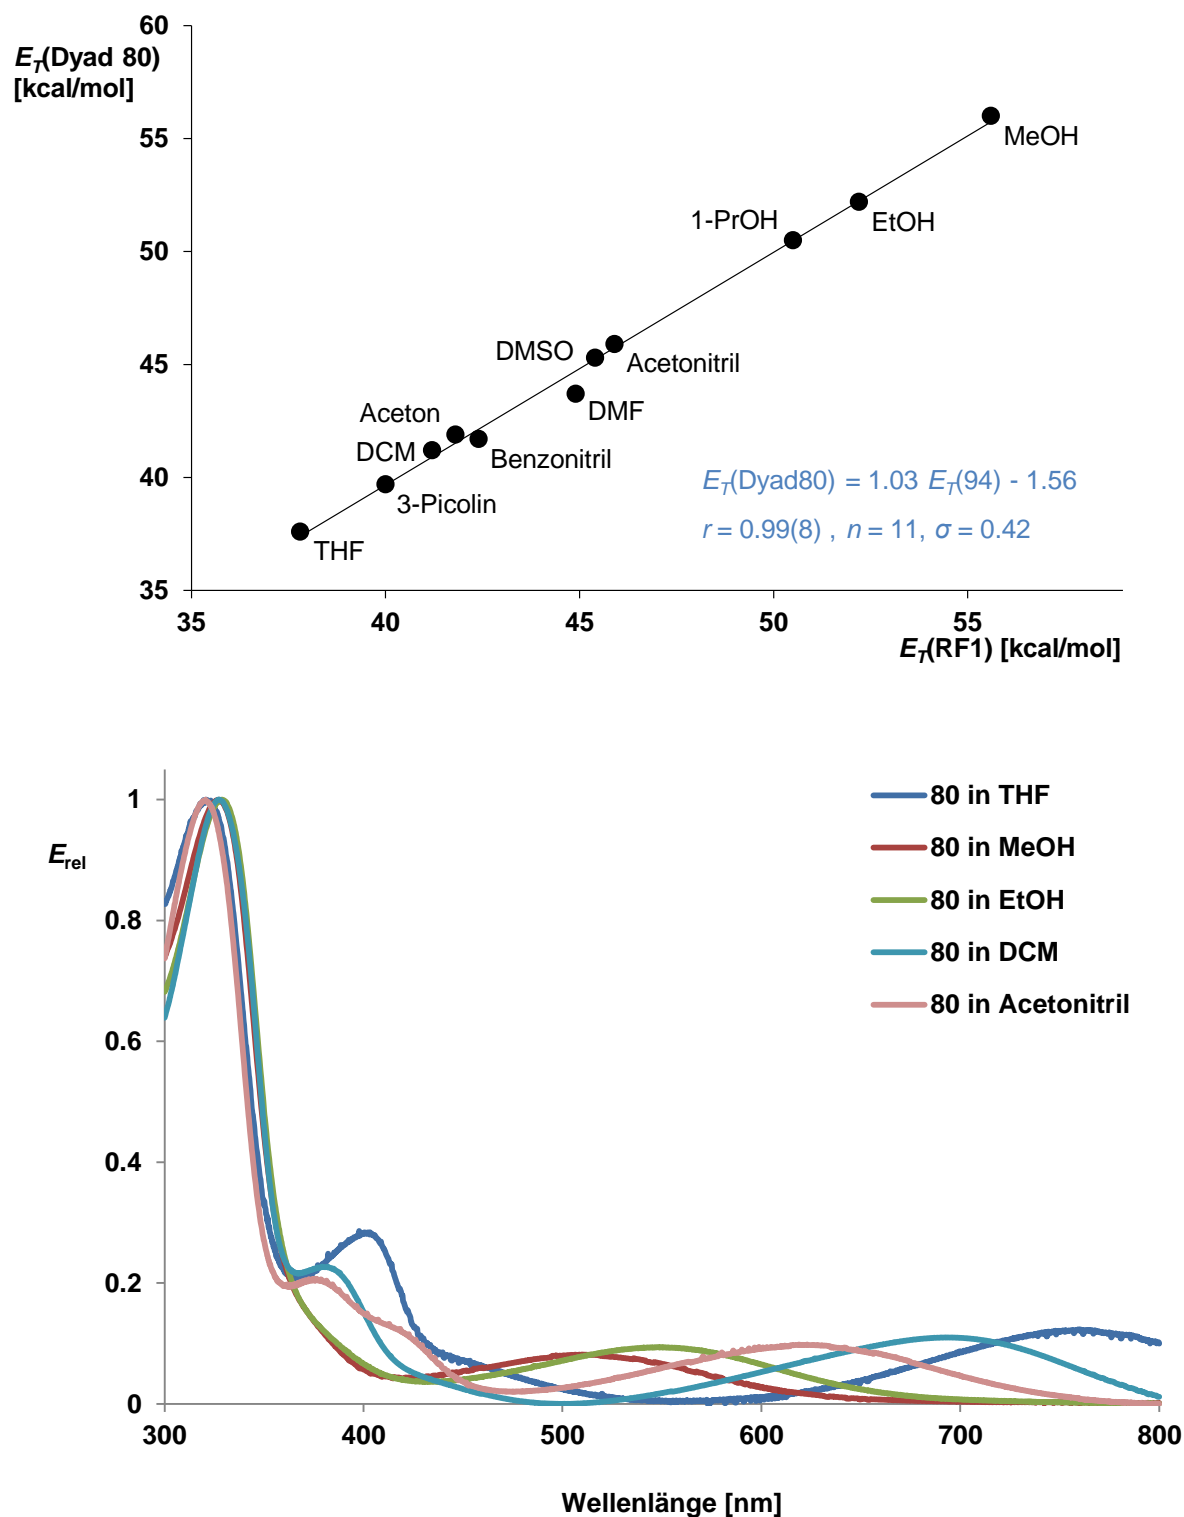 60
E_T(Dyad 80)
[kcal/mol]
55
MeOH
1-PrOH
EtOH
50
DMSO
Acetonitril
45
Aceton
DMF
DCM
Benzonitril
40
3-Picolin
E_T(Dyad80) = 1.03 E_T(94) - 1.56
r = 0.99(8) , n = 11, σ = 0.42
THF
35
35 40 45 50 55
E_T(RF1) [kcal/mol]
1
80 in THF
E_rel
80 in MeOH
80 in EtOH
0.8
80 in DCM
80 in Acetonitril
0.6
0.4
0.2
0
300 400 500 600 700 800
Wellenlänge [nm]